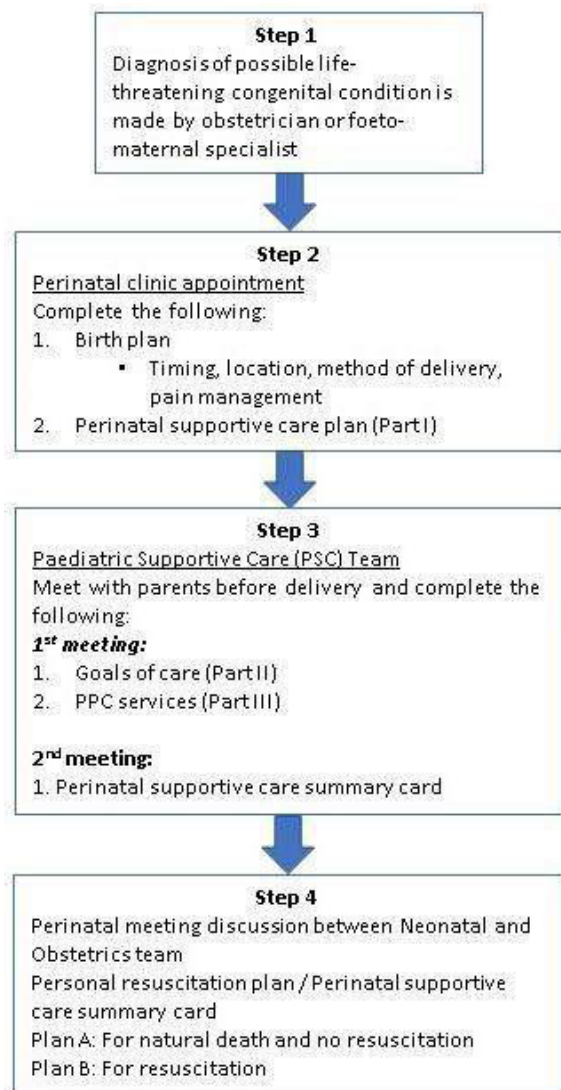 Step 1
Diagnosis of possible life-
threatening congenital condition is
made by obstetrician or foeto-
maternal specialist
Step 2
Perinatal clinic appointment
Complete the following:
1. Birth plan
▪ Timing, location, method of delivery,
pain management
2. Perinatal supportive care plan (Part I)
Step 3
Paediatric Supportive Care (PSC) Team
Meet with parents before delivery and complete the
following:
1st meeting:
1. Goals of care (Part II)
2. PPC services (Part III)
2nd meeting:
1. Perinatal supportive care summary card
Step 4
Perinatal meeting discussion between Neonatal and
Obstetrics team
Personal resuscitation plan / Perinatal supportive
care summary card
Plan A: For natural death and no resuscitation
Plan B: For resuscitation